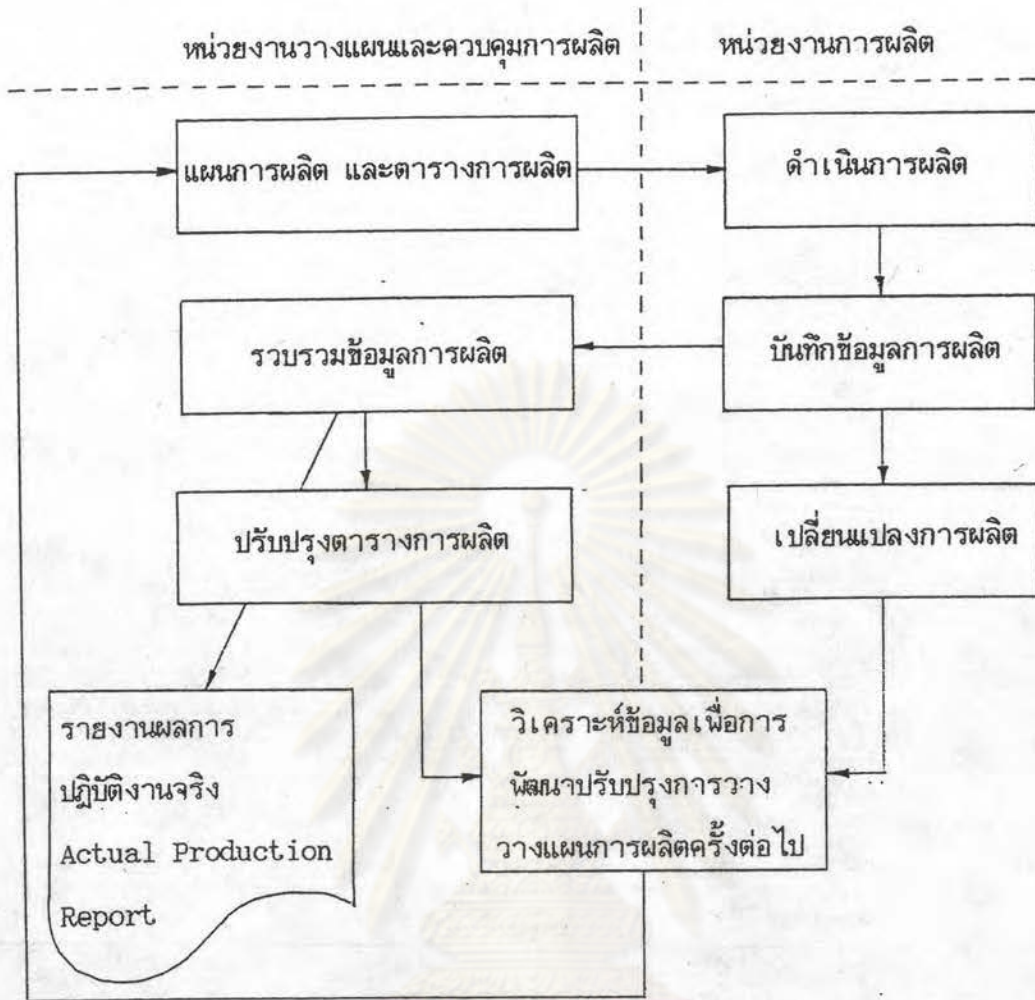 หน่วยงานวางแผนและควบคุมการผลิต
หน่วยงานการผลิต
แผนการผลิต และตารางการผลิต
ดำเนินการผลิต
รวบรวมข้อมูลการผลิต
บันทึกข้อมูลการผลิต
ปรับปรุงตารางการผลิต
เปลี่ยนแปลงการผลิต
รายงานผลการ
ปฏิบัติงานจริง
Actual Production
Report
วิเคราะห์ข้อมูลเพื่อการ
พัฒนาปรับปรุงการวาง
วางแผนการผลิตครั้งต่อไป